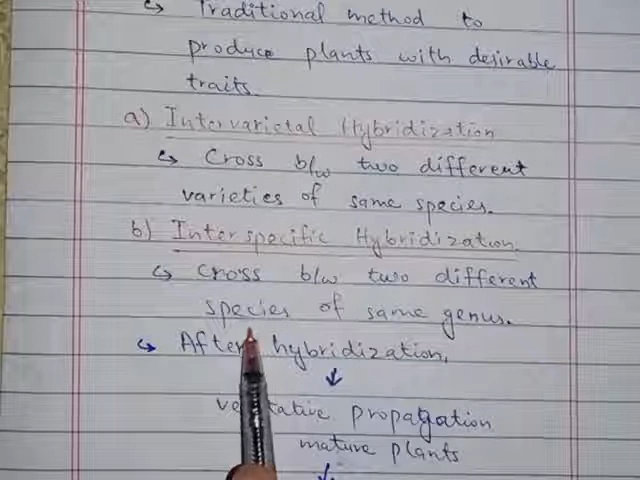 ↳ Traditional method to
produce plants with desirable
traits.
a) Intervarietal Hybridization
↳ Cross b/w two different
varieties of same species.
b) Interspecific Hybridization.
↳ Cross b/w two different
species of same genus.
↳ After hybridization,
↓
vegetative propagation
mature plants
↓